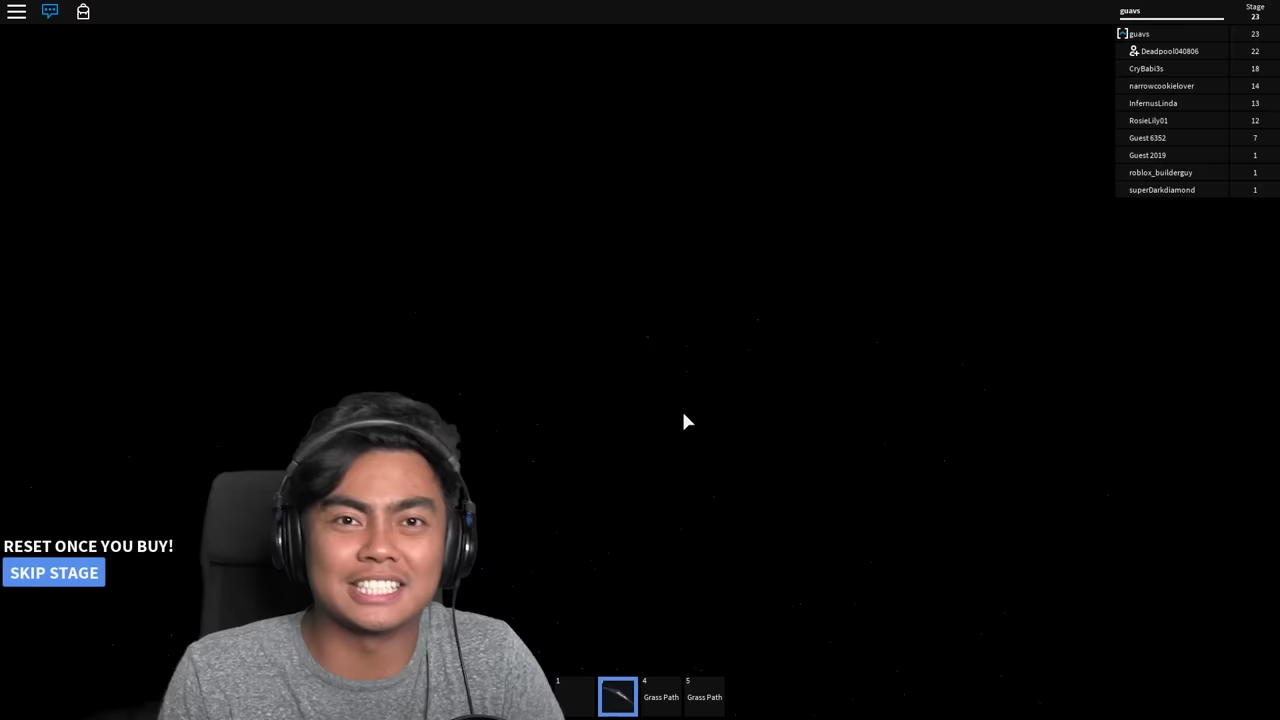 guavs Stage
23
guavs 23
Deadpool040806 22
CryBabi3s 18
narrowcookielover 14
InfernusLinda 13
RosieLily01 12
Guest 6352 7
Guest 2019 1
roblox_builderguy 1
superDarkdiamond 1
RESET ONCE YOU BUY!
SKIP STAGE
1 4 5
Grass Path Grass Path